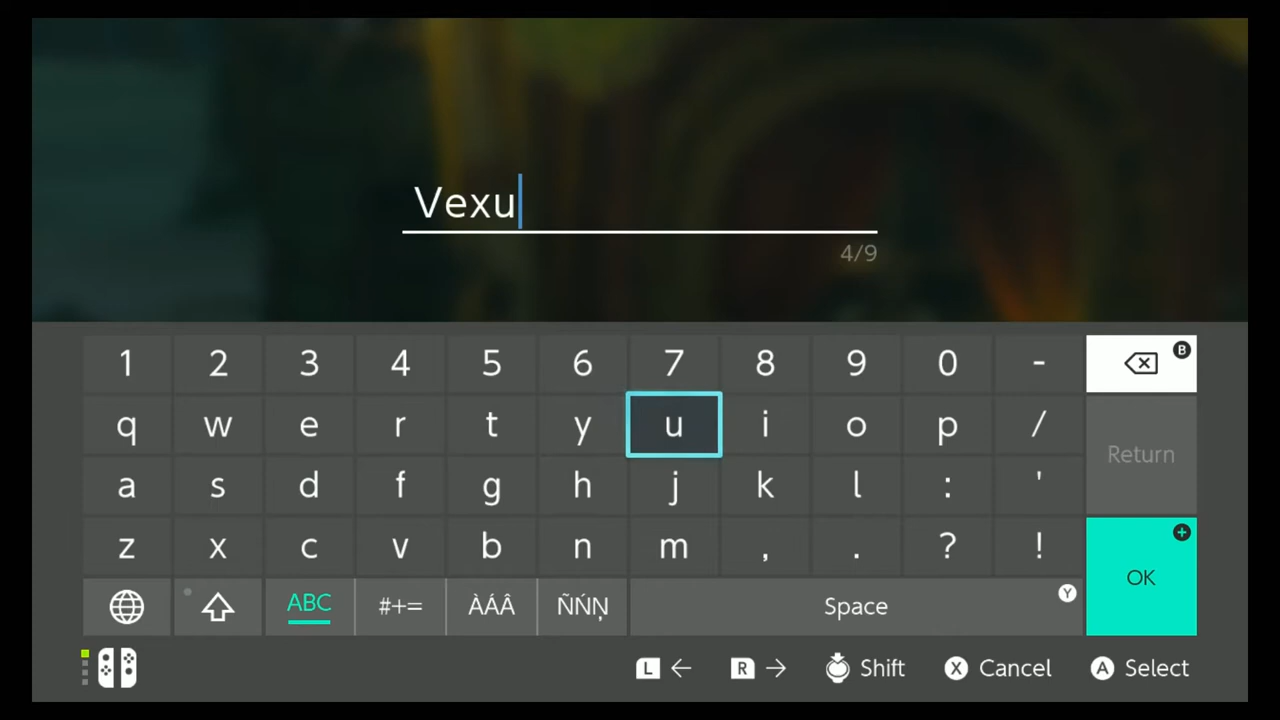 Vexu
4/9
1 2 3 4 5 6 7 8 9 0 - B
q w e r t y u i o p /
Return
a s d f g h j k l : '
z x c v b n m , . ? !
OK
ABC #+= ÀÁÂ ÑŃŅ Space Y
L ← R → Shift X Cancel A Select